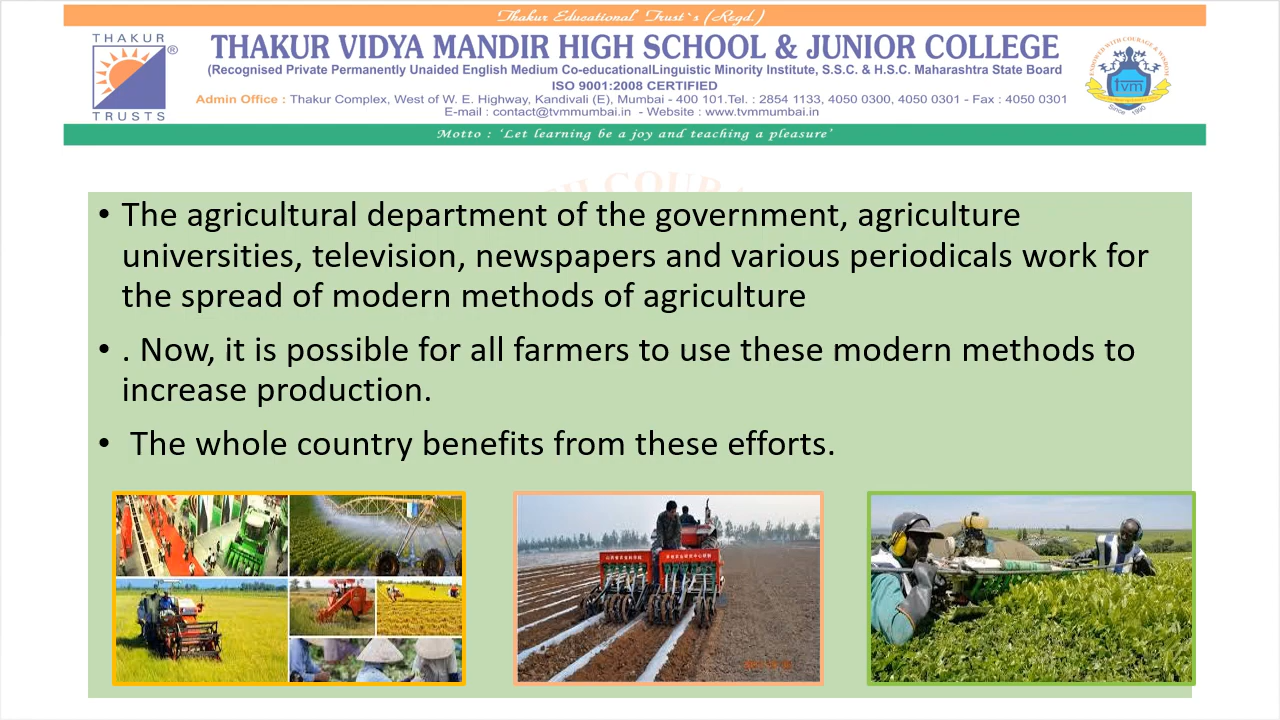 Thakur Educational Trust`s (Regd.)
THAKUR
®
TRUSTS
THAKUR VIDYA MANDIR HIGH SCHOOL & JUNIOR COLLEGE
(Recognised Private Permanently Unaided English Medium Co-educationalLinguistic Minority Institute, S.S.C. & H.S.C. Maharashtra State Board
ISO 9001:2008 CERTIFIED
Admin Office : Thakur Complex, West of W. E. Highway, Kandivali (E), Mumbai - 400 101.Tel. : 2854 1133, 4050 0300, 4050 0301 - Fax : 4050 0301
E-mail : contact@tvmmumbai.in - Website : www.tvmmumbai.in
tvm
Since 1990
Motto : ‘Let learning be a joy and teaching a pleasure’
• The agricultural department of the government, agriculture
universities, television, newspapers and various periodicals work for
the spread of modern methods of agriculture
• . Now, it is possible for all farmers to use these modern methods to
increase production.
• The whole country benefits from these efforts.